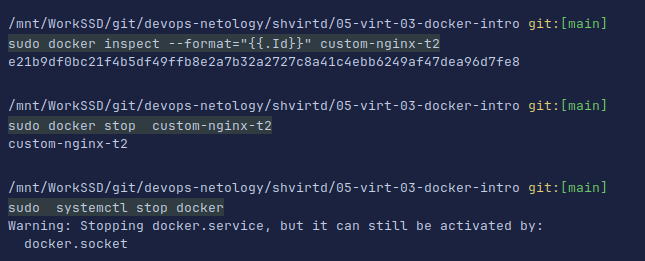 /mnt/WorkSSD/git/devops-netology/shvirtd/05-virt-03-docker-intro git:[main]
sudo docker inspect --format="{{.Id}}" custom-nginx-t2
e21b9df0bc21f4b5df49ffb8e2a7b32a2727c8a41c4ebb6249af47dea96d7fe8
/mnt/WorkSSD/git/devops-netology/shvirtd/05-virt-03-docker-intro git:[main]
sudo docker stop  custom-nginx-t2
custom-nginx-t2
/mnt/WorkSSD/git/devops-netology/shvirtd/05-virt-03-docker-intro git:[main]
sudo  systemctl stop docker
Warning: Stopping docker.service, but it can still be activated by:
  docker.socket